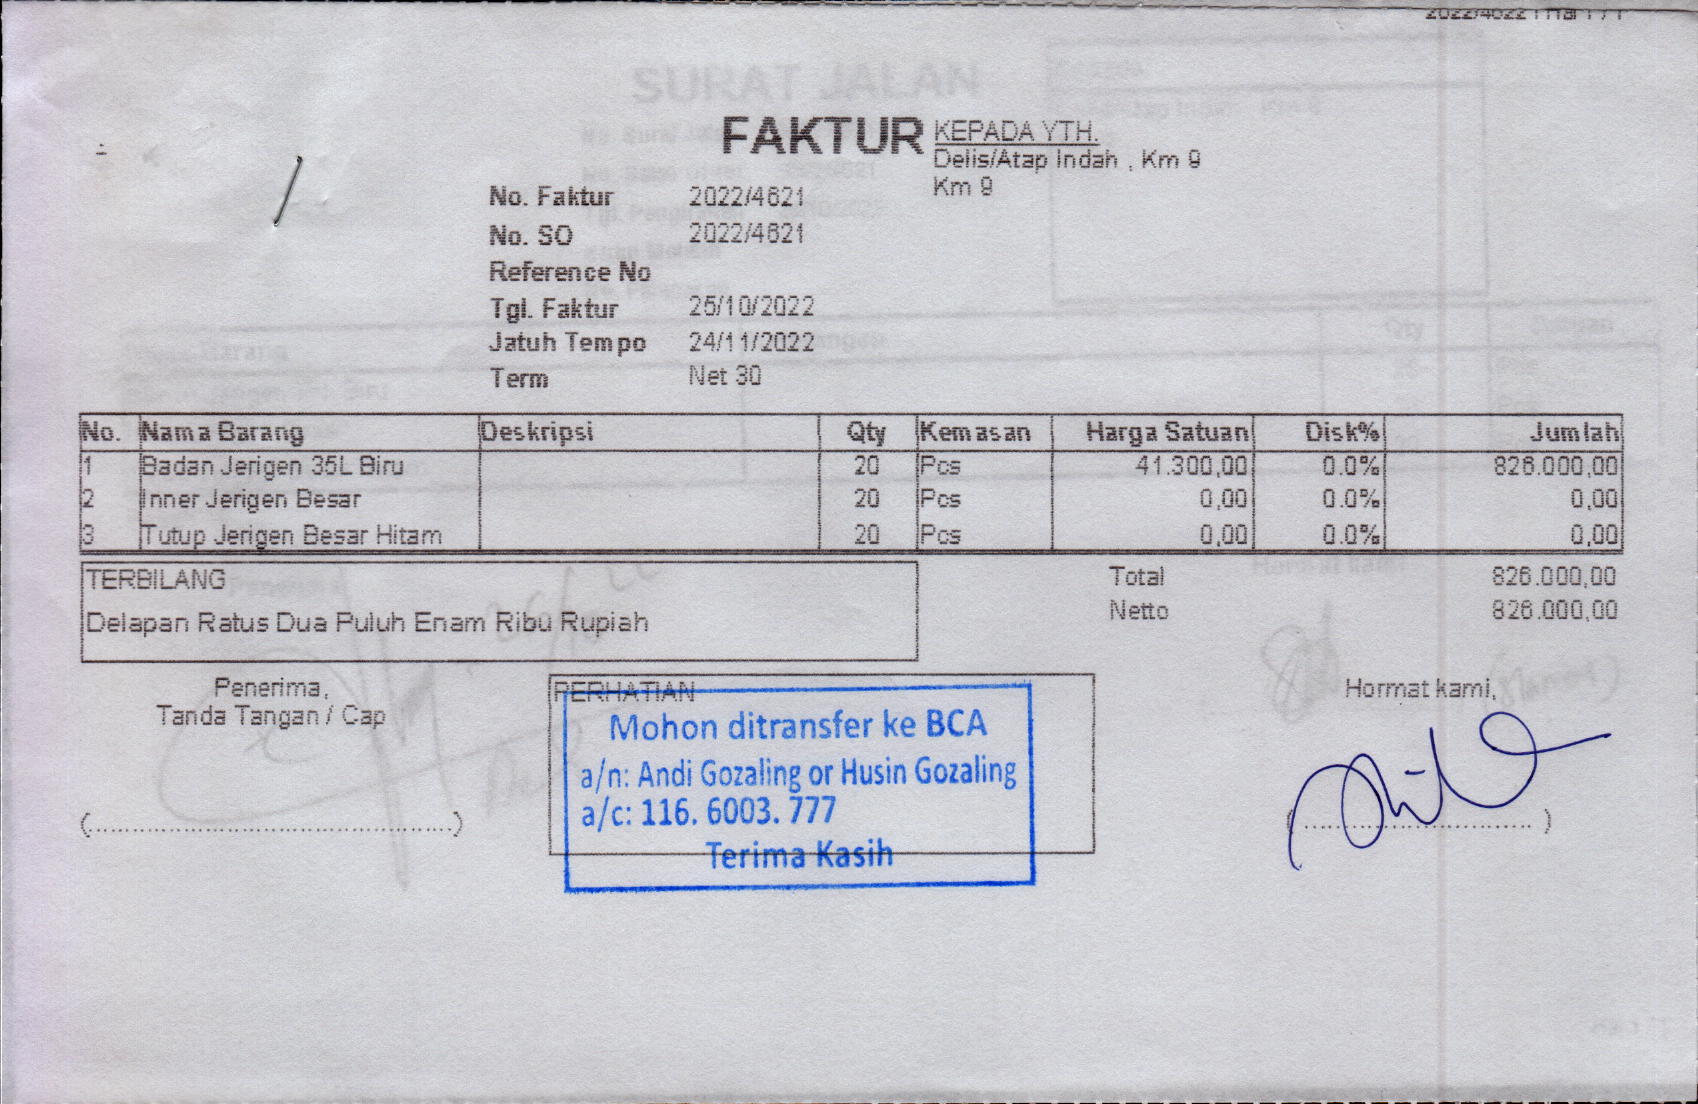 FAKTUR
KEPADA YTH.
Delis/Atap Indah , Km 9
Km 9
No. Faktur 2022/4621
No. SO 2022/4621
Reference No
Tgl. Faktur 25/10/2022
Jatuh Tempo 24/11/2022
Term Net 30
No. Nama Barang Deskripsi Qty Kemasan Harga Satuan Disk% Jumlah
1 Badan Jerigen 35L Biru 20 Pcs 41.300,00 0.0% 826.000,00
2 Inner Jerigen Besar 20 Pcs 0,00 0.0% 0,00
3 Tutup Jerigen Besar Hitam 20 Pcs 0,00 0.0% 0,00
TERBILANG
Delapan Ratus Dua Puluh Enam Ribu Rupiah
Total 826.000,00
Netto 826.000,00
Penerima,
Tanda Tangan / Cap
(................................................)
PERHATIAN
Mohon ditransfer ke BCA
a/n: Andi Gozaling or Husin Gozaling
a/c: 116. 6003. 777
Terima Kasih
Hormat kami,
(..............................)